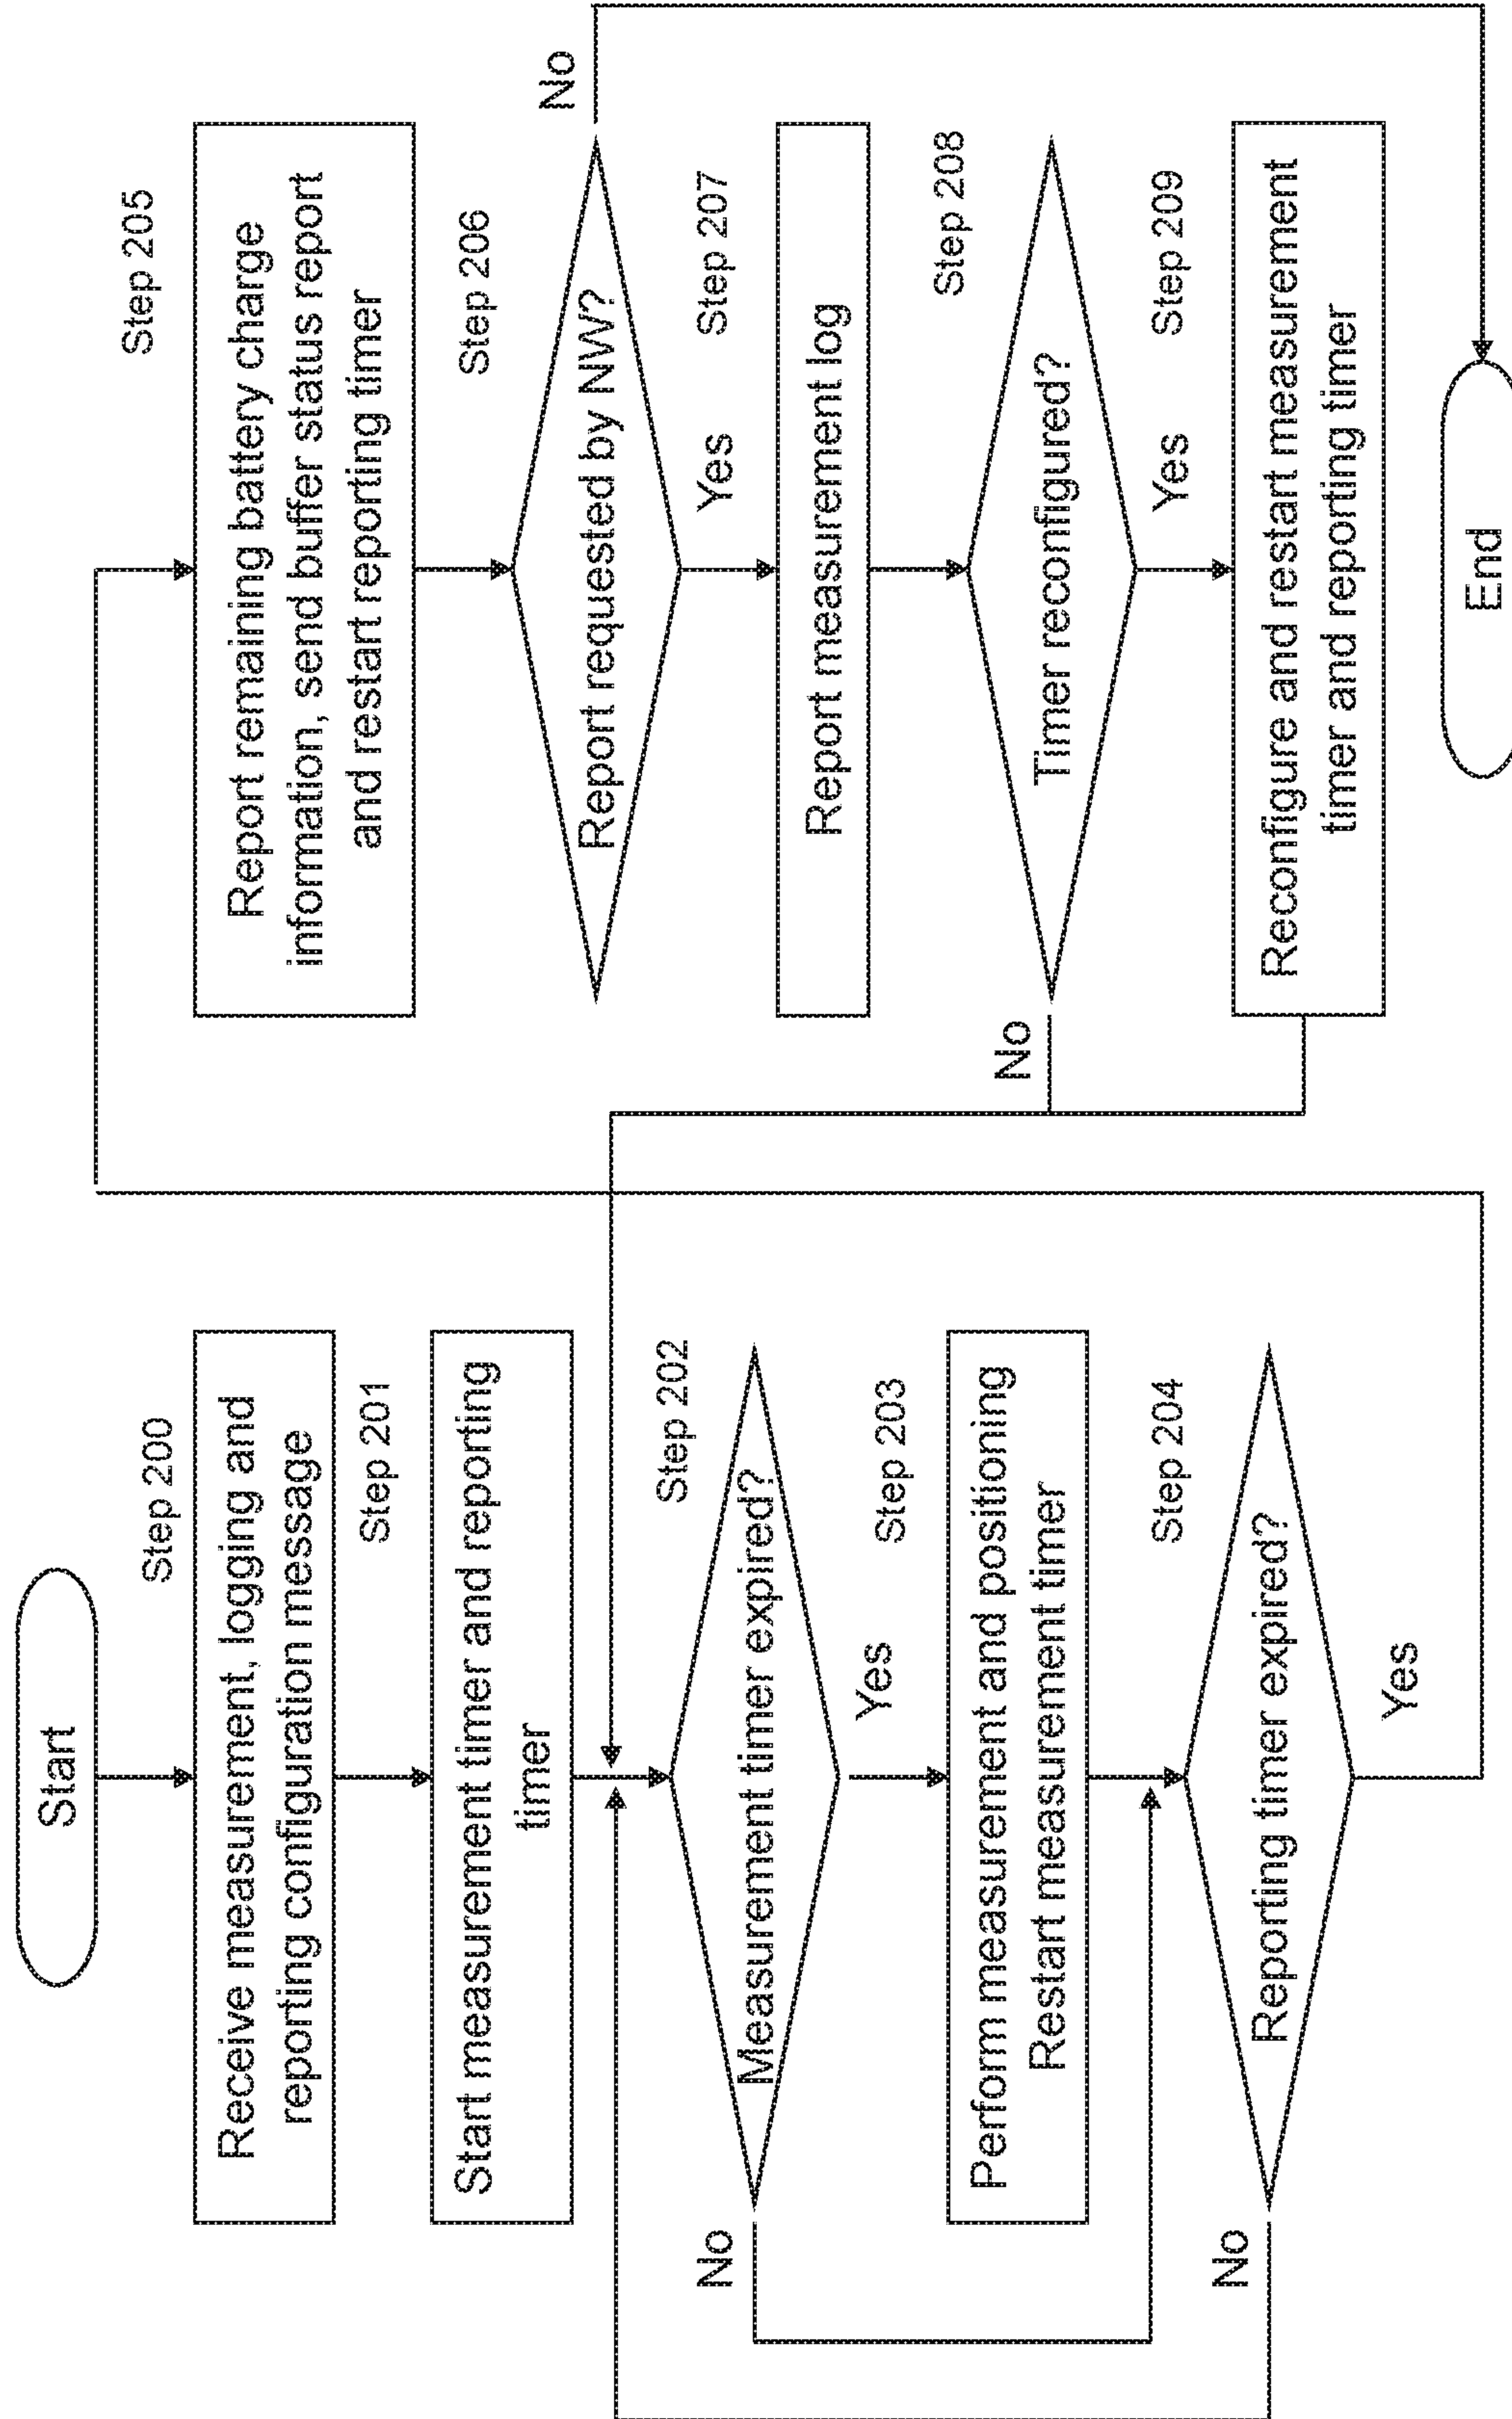 Start
Step 200
Receive measurement, logging and
reporting configuration message
Step 201
Start measurement timer and reporting
timer
Step 202
Measurement timer expired?
No
Yes
Step 203
Perform measurement and positioning
Restart measurement timer
Step 204
Reporting timer expired?
No
Yes
Step 205
Report remaining battery charge
information, send buffer status report
and restart reporting timer
Step 206
Report requested by NW?
No
Yes
Step 207
Report measurement log
Step 208
Timer reconfigured?
No
Yes
Step 209
Reconfigure and restart measurement
timer and reporting timer
End